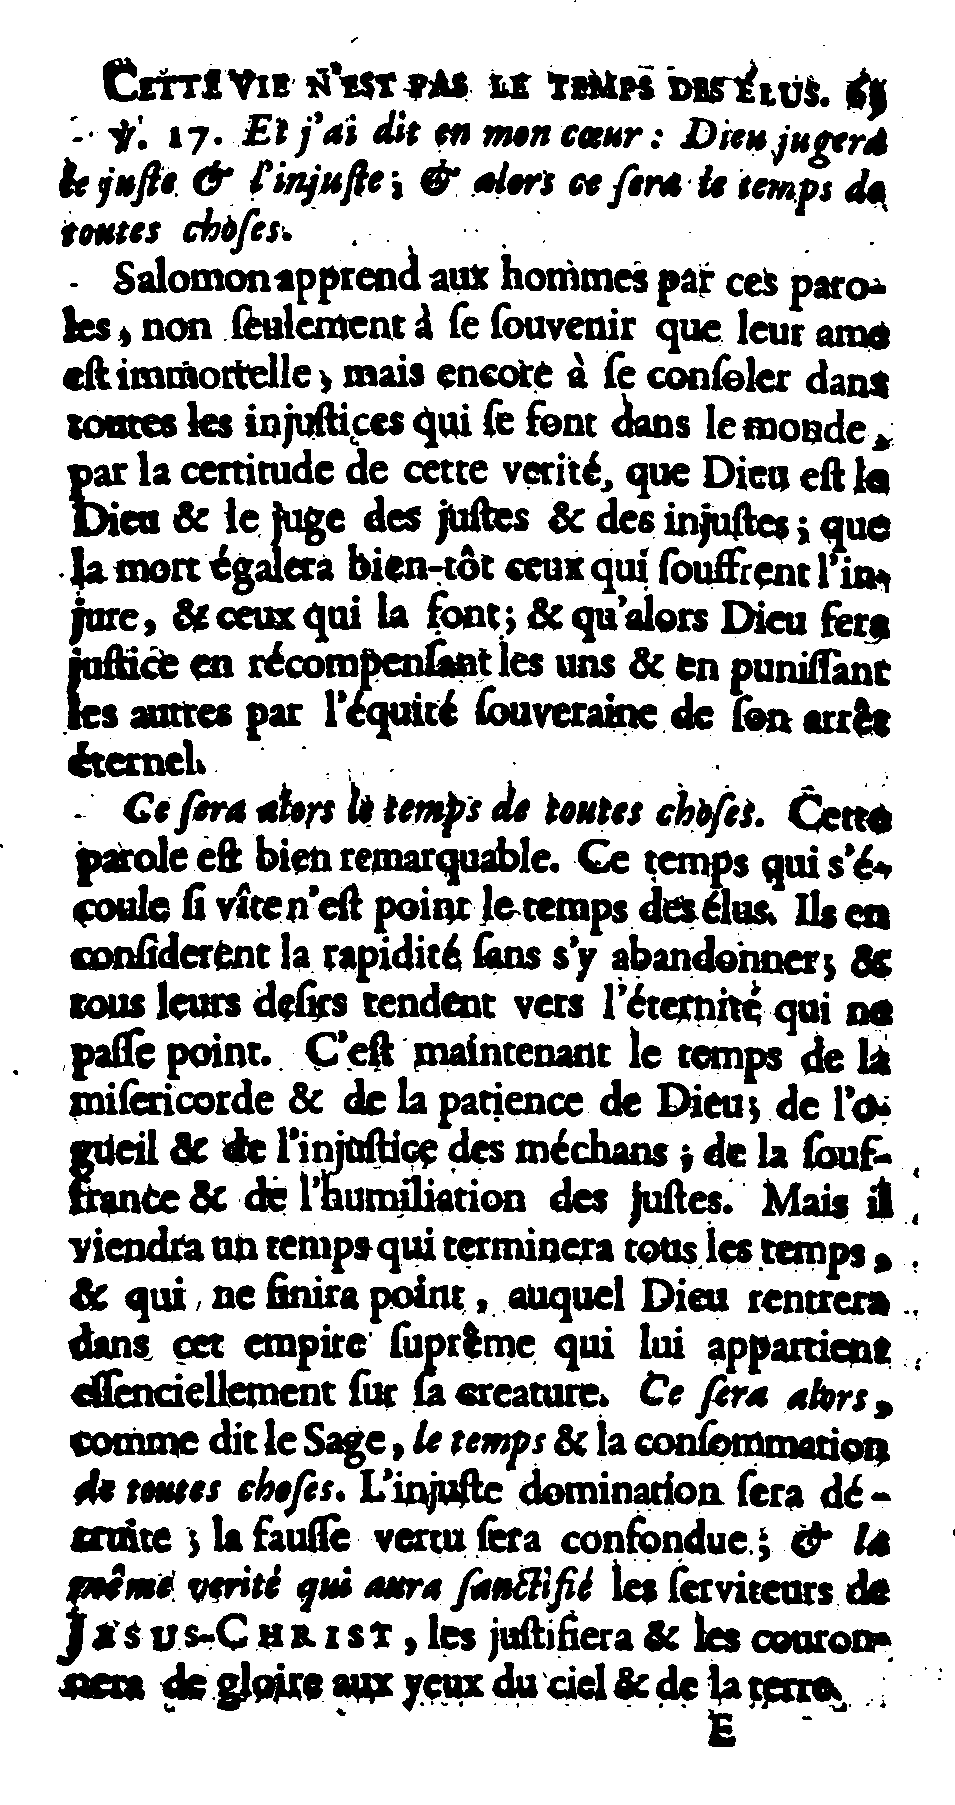 CETTE VIE N'EST PAS LE TEMPS DES ÉLUS. 65
℣. 17. Et j'ai dit en mon cœur : Dieu jugera
le juſte & l'injuſte ; & alors ce ſera le temps de
toutes choſes.
Salomon apprend aux hommes par ces paro-
les, non ſeulement à ſe ſouvenir que leur ame
eſt immortelle, mais encore à ſe conſoler dans
toutes les injuſtices qui ſe font dans le monde,
par la certitude de cette verité, que Dieu eſt le
Dieu & le juge des juſtes & des injuſtes ; que
la mort égalera bien-tôt ceux qui ſouffrent l'in-
jure, & ceux qui la font ; & qu'alors Dieu fera
juſtice en récompenſant les uns & en puniſſant
les autres par l'équité ſouveraine de ſon arrêt
éternel.
Ce ſera alors le temps de toutes choſes. Cette
parole eſt bien remarquable. Ce temps qui s'é-
coule ſi vîte n'eſt point le temps des élus. Ils en
conſiderent la rapidité ſans s'y abandonner ; &
tous leurs deſirs tendent vers l'éternité qui ne
paſſe point. C'eſt maintenant le temps de la
miſericorde & de la patience de Dieu ; de l'o-
gueil & de l'injuſtice des méchans ; de la ſouf-
france & de l'humiliation des juſtes. Mais il
viendra un temps qui terminera tous les temps,
& qui ne finira point, auquel Dieu rentrera
dans cet empire ſuprême qui lui appartient
eſſenciellement ſur ſa creature. Ce ſera alors,
comme dit le Sage, le temps & la conſommation
de toutes choſes. L'injuſte domination ſera dé-
truite ; la fauſſe vertu ſera confondue ; & la
même verité qui aura ſanctifié les ſerviteurs de
JESUS-CHRIST, les juſtifiera & les couron-
nera de gloire aux yeux du ciel & de la terre.
E